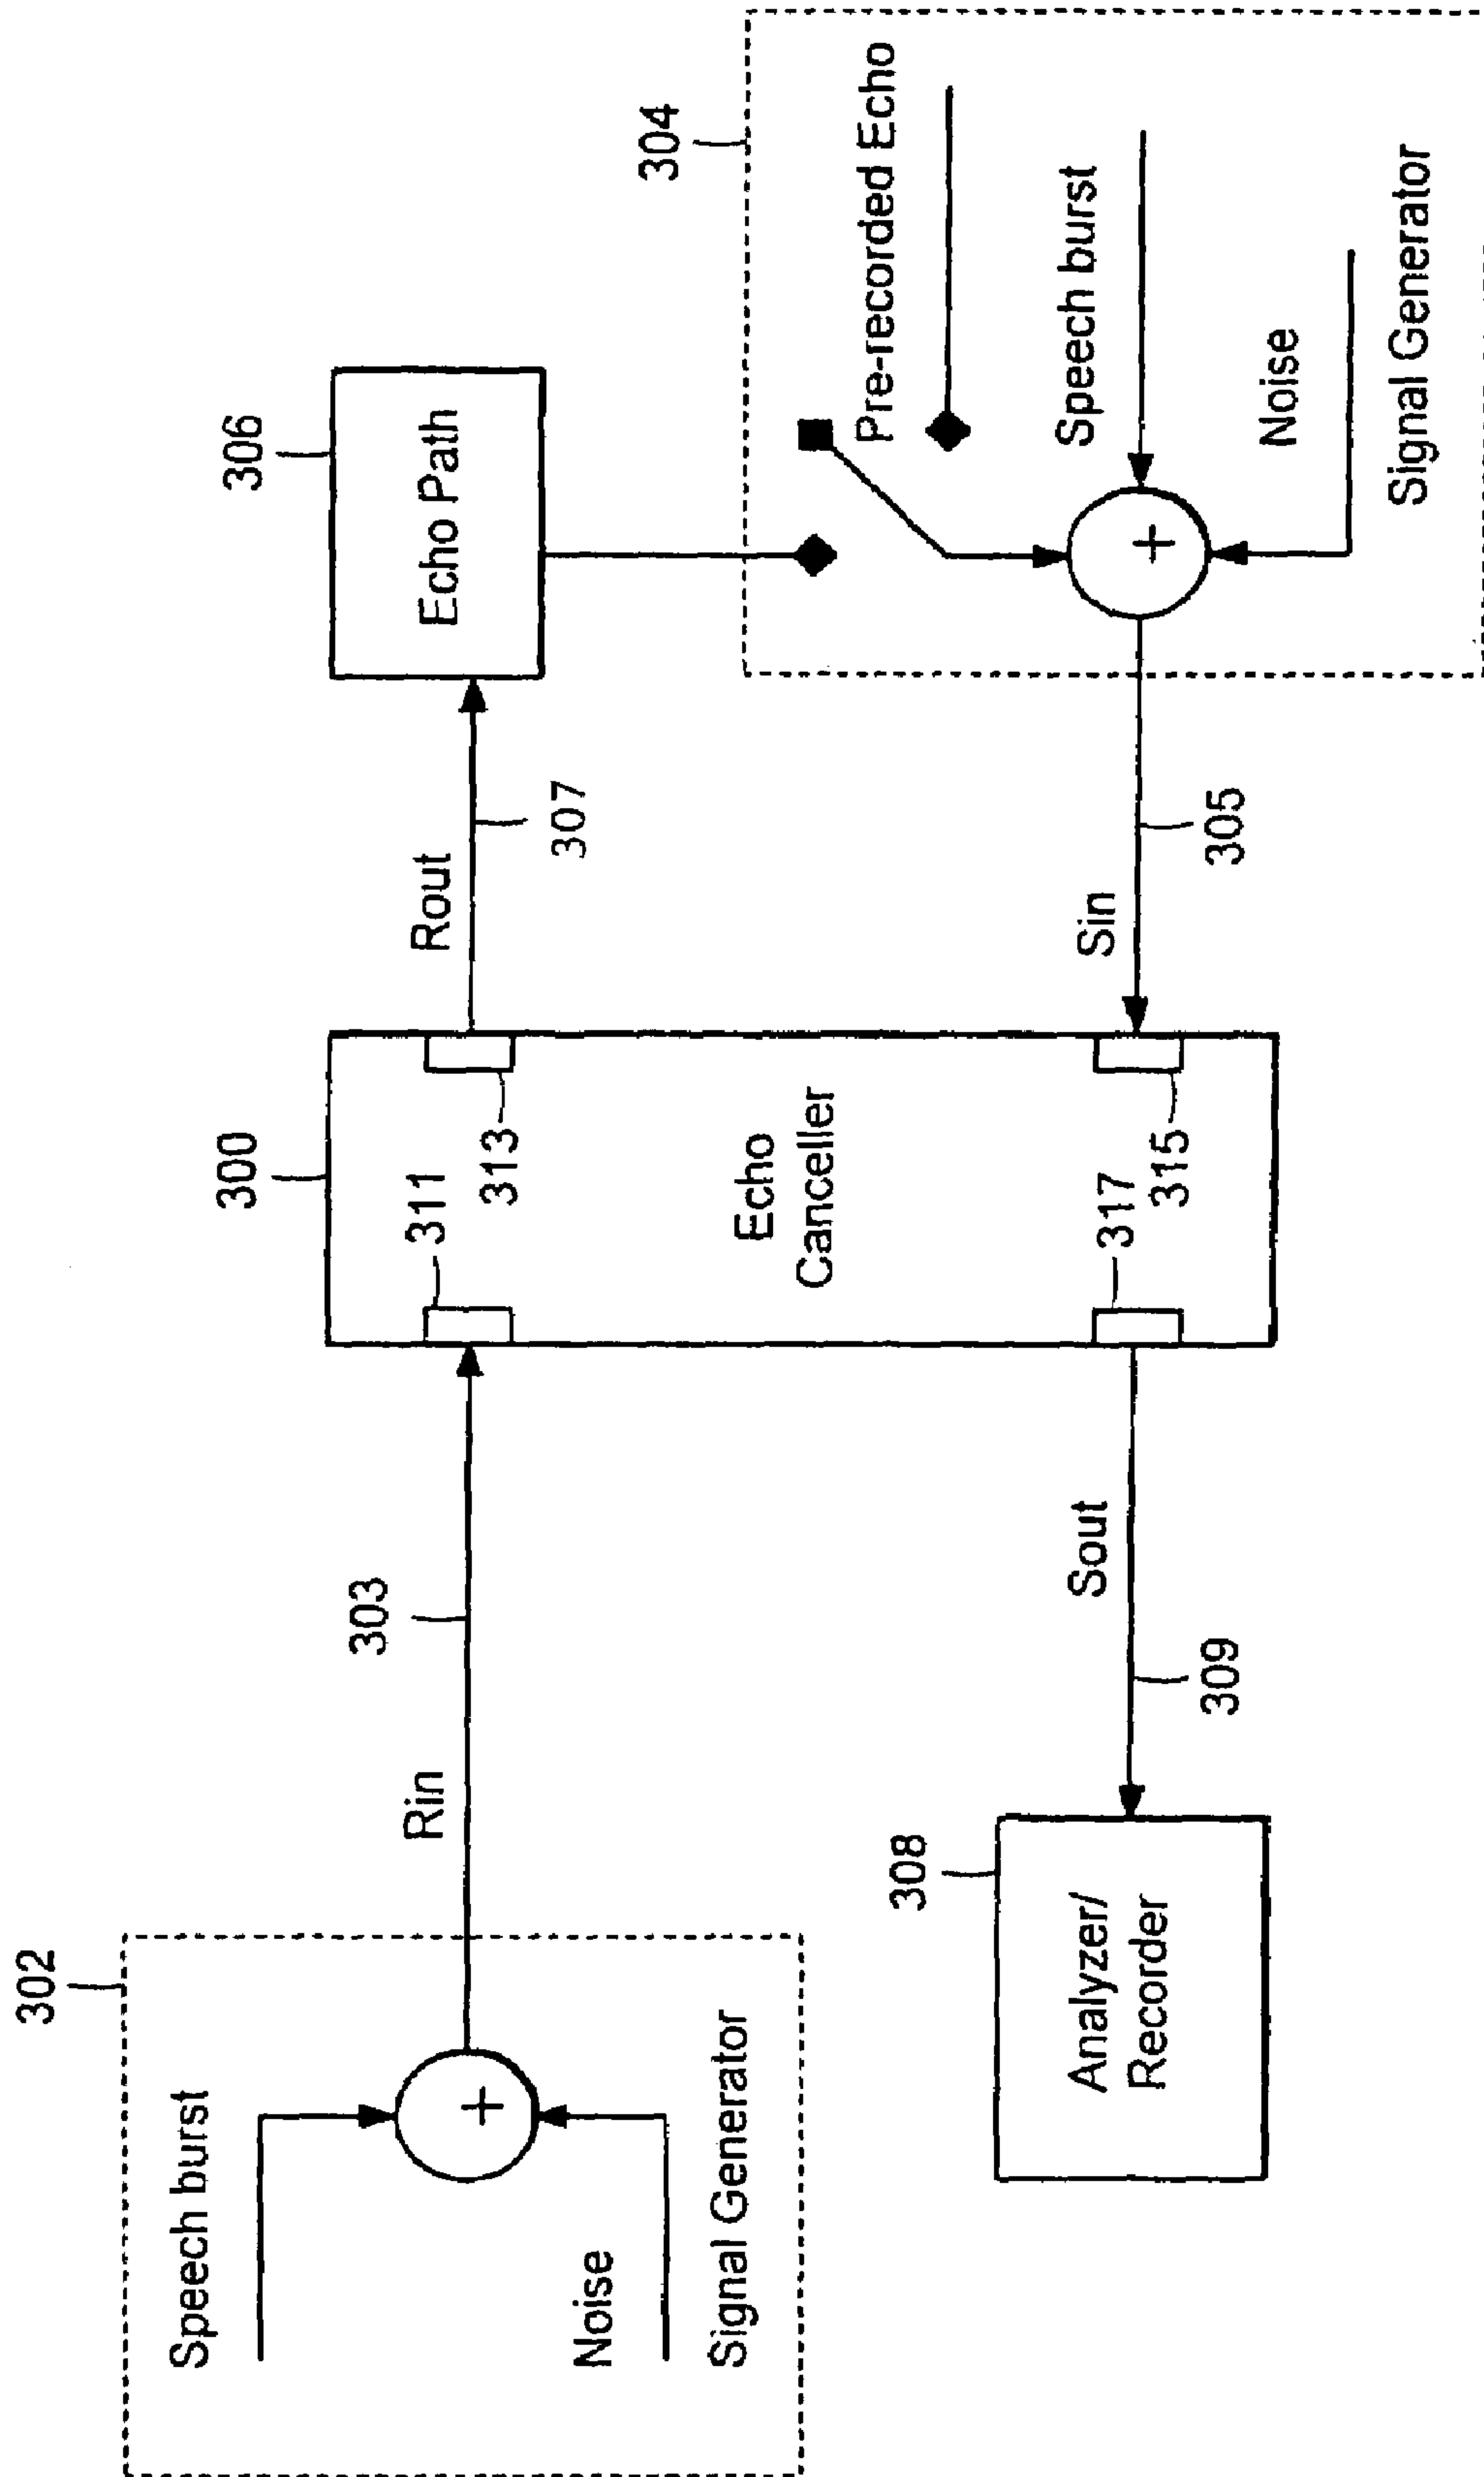 302
Speech burst
+
Noise
Signal Generator
Rin
303
300
311
313
Echo
Canceller
317
315
Rout
307
306
Echo Path
304
Pre-recorded Echo
Speech burst
+
Noise
Signal Generator
Sin
305
Sout
309
308
Analyzer/
Recorder